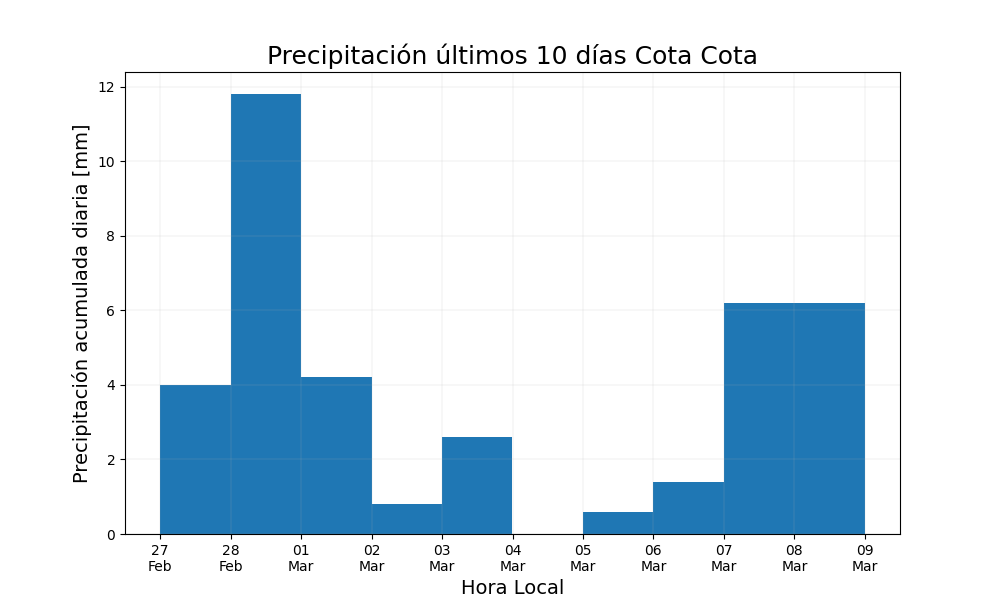 Precipitación últimos 10 días Cota Cota
Precipitación acumulada diaria [mm]
12
10
8
6
4
2
0
27 28 01 02 03 04 05 06 07 08 09
Feb Feb Mar Mar Mar Mar Mar Mar Mar Mar Mar
Hora Local